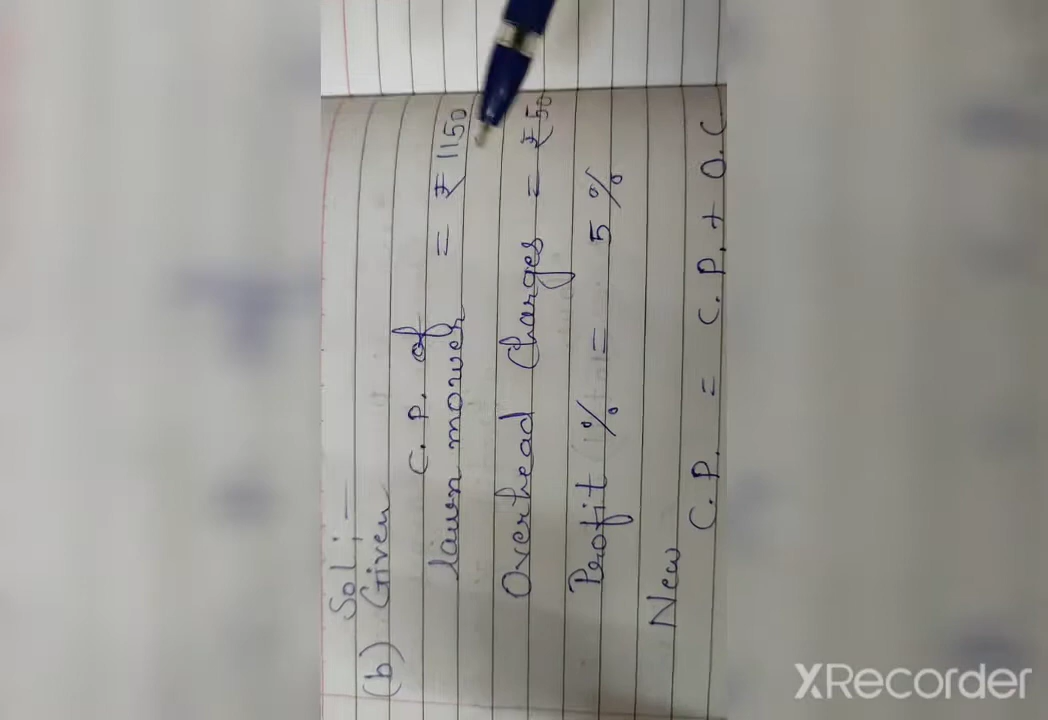 Sol:-
(b) Given
C.P. of
lawn mower = ₹ 1150
Overhead Charges = ₹ 50
Profit % = 5 %
New
C.P. = C.P. + O.C
XRecorder